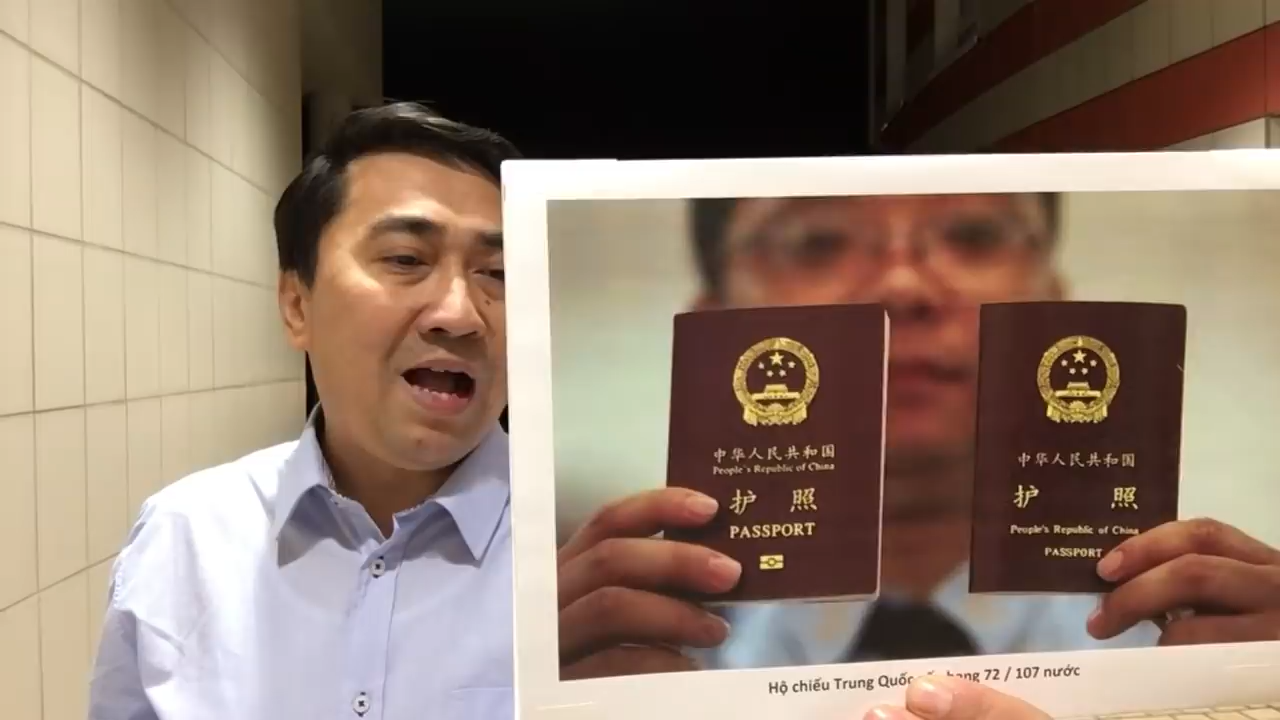 中华人民共和国
People's Republic of China
护 照
PASSPORT
中华人民共和国
护 照
People's Republic of China
PASSPORT
Hộ chiếu Trung Quốc hạng 72 / 107 nước